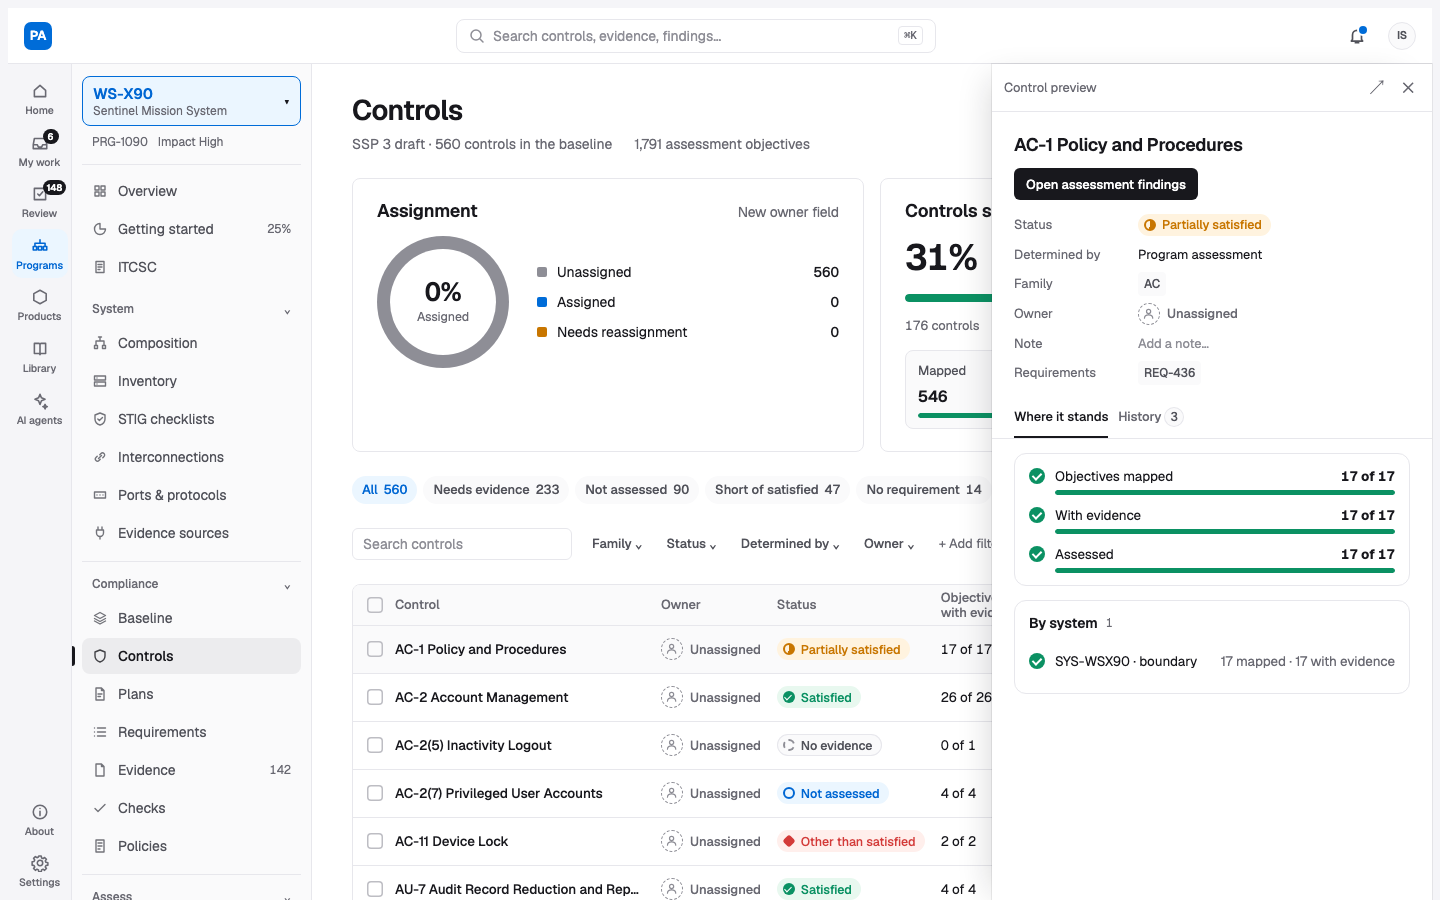 PA
Search controls, evidence, findings...
⌘K
IS
Home
6
My work
148
Review
Programs
Products
Library
AI agents
About
Settings
WS-X90
Sentinel Mission System
PRG-1090 Impact High
Overview
Getting started 25%
ITCSC
System
Composition
Inventory
STIG checklists
Interconnections
Ports & protocols
Evidence sources
Compliance
Baseline
Controls
Plans
Requirements
Evidence 142
Checks
Policies
Assess
Controls
SSP 3 draft · 560 controls in the baseline 1,791 assessment objectives
Assignment New owner field
0%
Assigned
Unassigned 560
Assigned 0
Needs reassignment 0
Controls s
31%
176 controls
Mapped
546
All 560 Needs evidence 233 Not assessed 90 Short of satisfied 47 No requirement 14
Search controls Family Status Determined by Owner + Add filt
Control Owner Status Objectiv
with evid
AC-1 Policy and Procedures Unassigned Partially satisfied 17 of 17
AC-2 Account Management Unassigned Satisfied 26 of 26
AC-2(5) Inactivity Logout Unassigned No evidence 0 of 1
AC-2(7) Privileged User Accounts Unassigned Not assessed 4 of 4
AC-11 Device Lock Unassigned Other than satisfied 2 of 2
AU-7 Audit Record Reduction and Rep... Unassigned Satisfied 4 of 4
Control preview
AC-1 Policy and Procedures
Open assessment findings
Status Partially satisfied
Determined by Program assessment
Family AC
Owner Unassigned
Note Add a note...
Requirements REQ-436
Where it stands History 3
Objectives mapped 17 of 17
With evidence 17 of 17
Assessed 17 of 17
By system 1
SYS-WSX90 · boundary 17 mapped · 17 with evidence